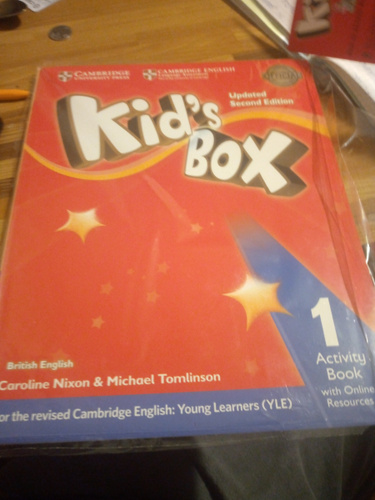 CAMBRIDGE
UNIVERSITY PRESS
CAMBRIDGE ENGLISH
Updated
Second Edition
Kid's
BOX
1
Activity
Book
with Online
Resources
British English
Caroline Nixon & Michael Tomlinson
or the revised Cambridge English: Young Learners (YLE)